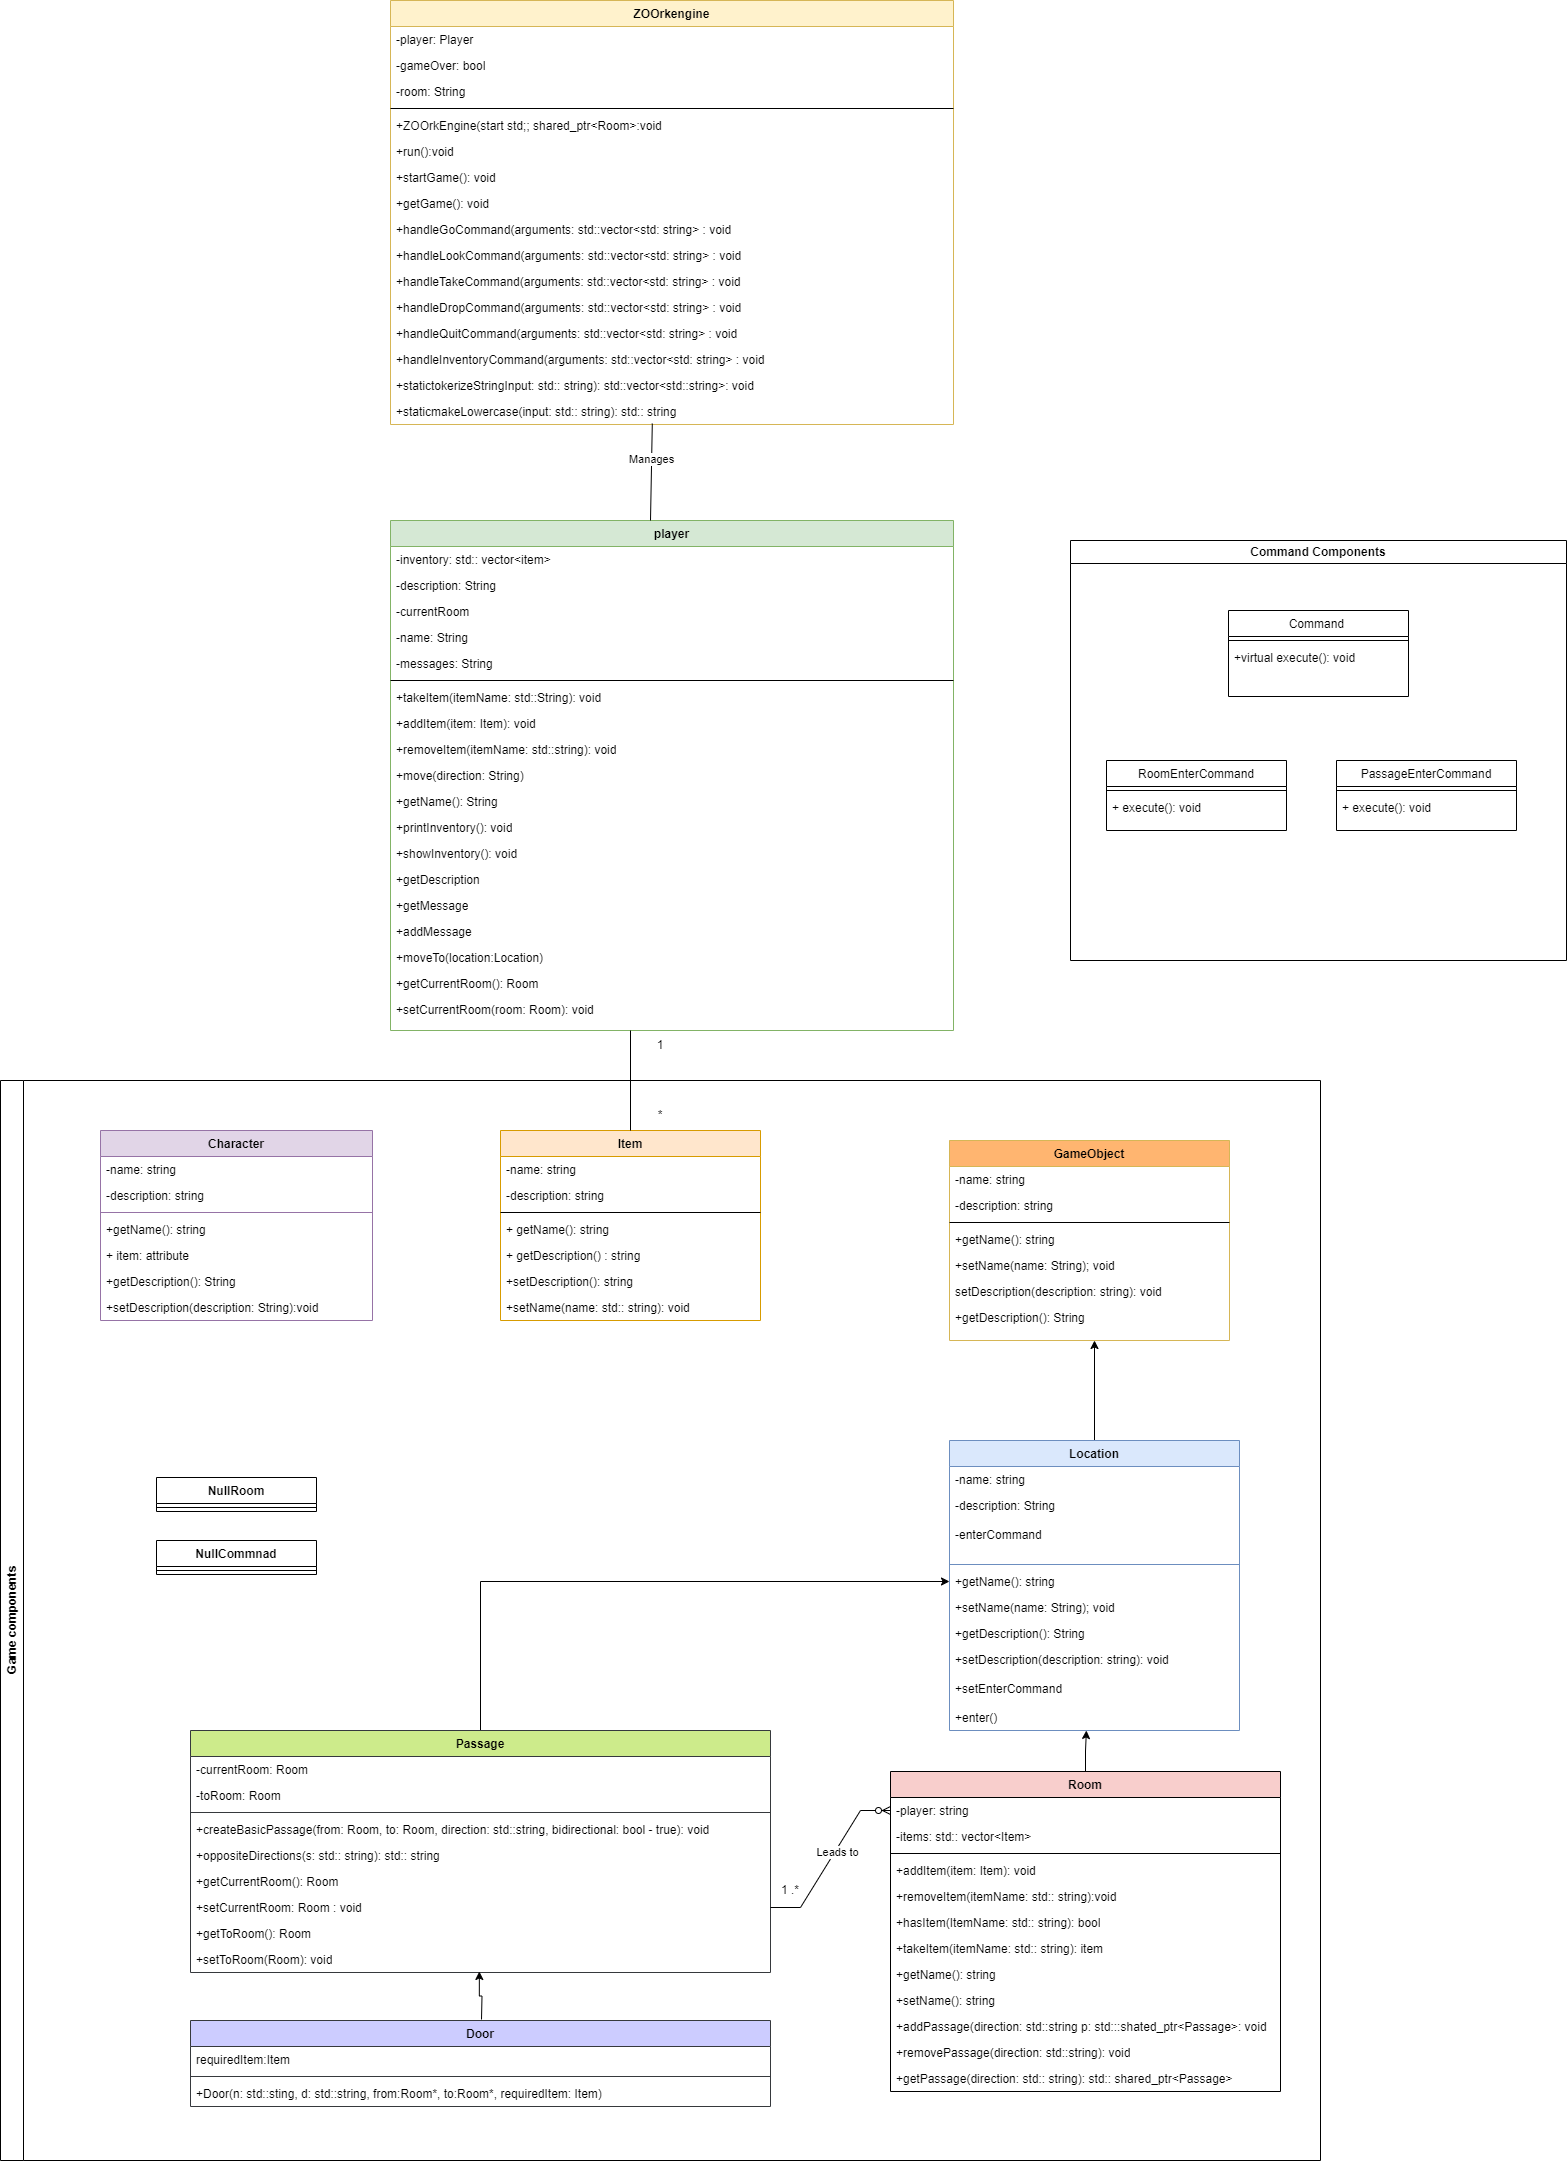 ZOOrkengine
-player: Player
-gameOver: bool
-room: String
+ZOOrkEngine(start std;; shared_ptr<Room>:void
+run():void
+startGame(): void
+getGame(): void
+handleGoCommand(arguments: std::vector<std: string> : void
+handleLookCommand(arguments: std::vector<std: string> : void
+handleTakeCommand(arguments: std::vector<std: string> : void
+handleDropCommand(arguments: std::vector<std: string> : void
+handleQuitCommand(arguments: std::vector<std: string> : void
+handleInventoryCommand(arguments: std::vector<std: string> : void
+statictokerizeStringInput: std:: string): std::vector<std::string>: void
+staticmakeLowercase(input: std:: string): std:: string
Manages
player
-inventory: std:: vector<item>
-description: String
-currentRoom
-name: String
-messages: String
+takeItem(itemName: std::String): void
+addItem(item: Item): void
+removeItem(itemName: std::string): void
+move(direction: String)
+getName(): String
+printInventory(): void
+showInventory(): void
+getDescription
+getMessage
+addMessage
+moveTo(location:Location)
+getCurrentRoom(): Room
+setCurrentRoom(room: Room): void
1
*
Command Components
Command
+virtual execute(): void
RoomEnterCommand
+ execute(): void
PassageEnterCommand
+ execute(): void
Game components
Character
-name: string
-description: string
+getName(): string
+ item: attribute
+getDescription(): String
+setDescription(description: String):void
Item
-name: string
-description: string
+ getName(): string
+ getDescription() : string
+setDescription(): string
+setName(name: std:: string): void
GameObject
-name: string
-description: string
+getName(): string
+setName(name: String); void
setDescription(description: string): void
+getDescription(): String
NullRoom
NullCommnad
Location
-name: string
-description: String
-enterCommand
+getName(): string
+setName(name: String); void
+getDescription(): String
+setDescription(description: string): void
+setEnterCommand
+enter()
Passage
-currentRoom: Room
-toRoom: Room
+createBasicPassage(from: Room, to: Room, direction: std::string, bidirectional: bool - true): void
+oppositeDirections(s: std:: string): std:: string
+getCurrentRoom(): Room
+setCurrentRoom: Room : void
+getToRoom(): Room
+setToRoom(Room): void
1 .*
Leads to
Room
-player: string
-items: std:: vector<Item>
+addItem(item: Item): void
+removeItem(itemName: std:: string):void
+hasItem(ItemName: std:: string): bool
+takeItem(itemName: std:: string): item
+getName(): string
+setName(): string
+addPassage(direction: std::string p: std:::shated_ptr<Passage>: void
+removePassage(direction: std::string): void
+getPassage(direction: std:: string): std:: shared_ptr<Passage>
Door
requiredItem:Item
+Door(n: std::sting, d: std::string, from:Room*, to:Room*, requiredItem: Item)